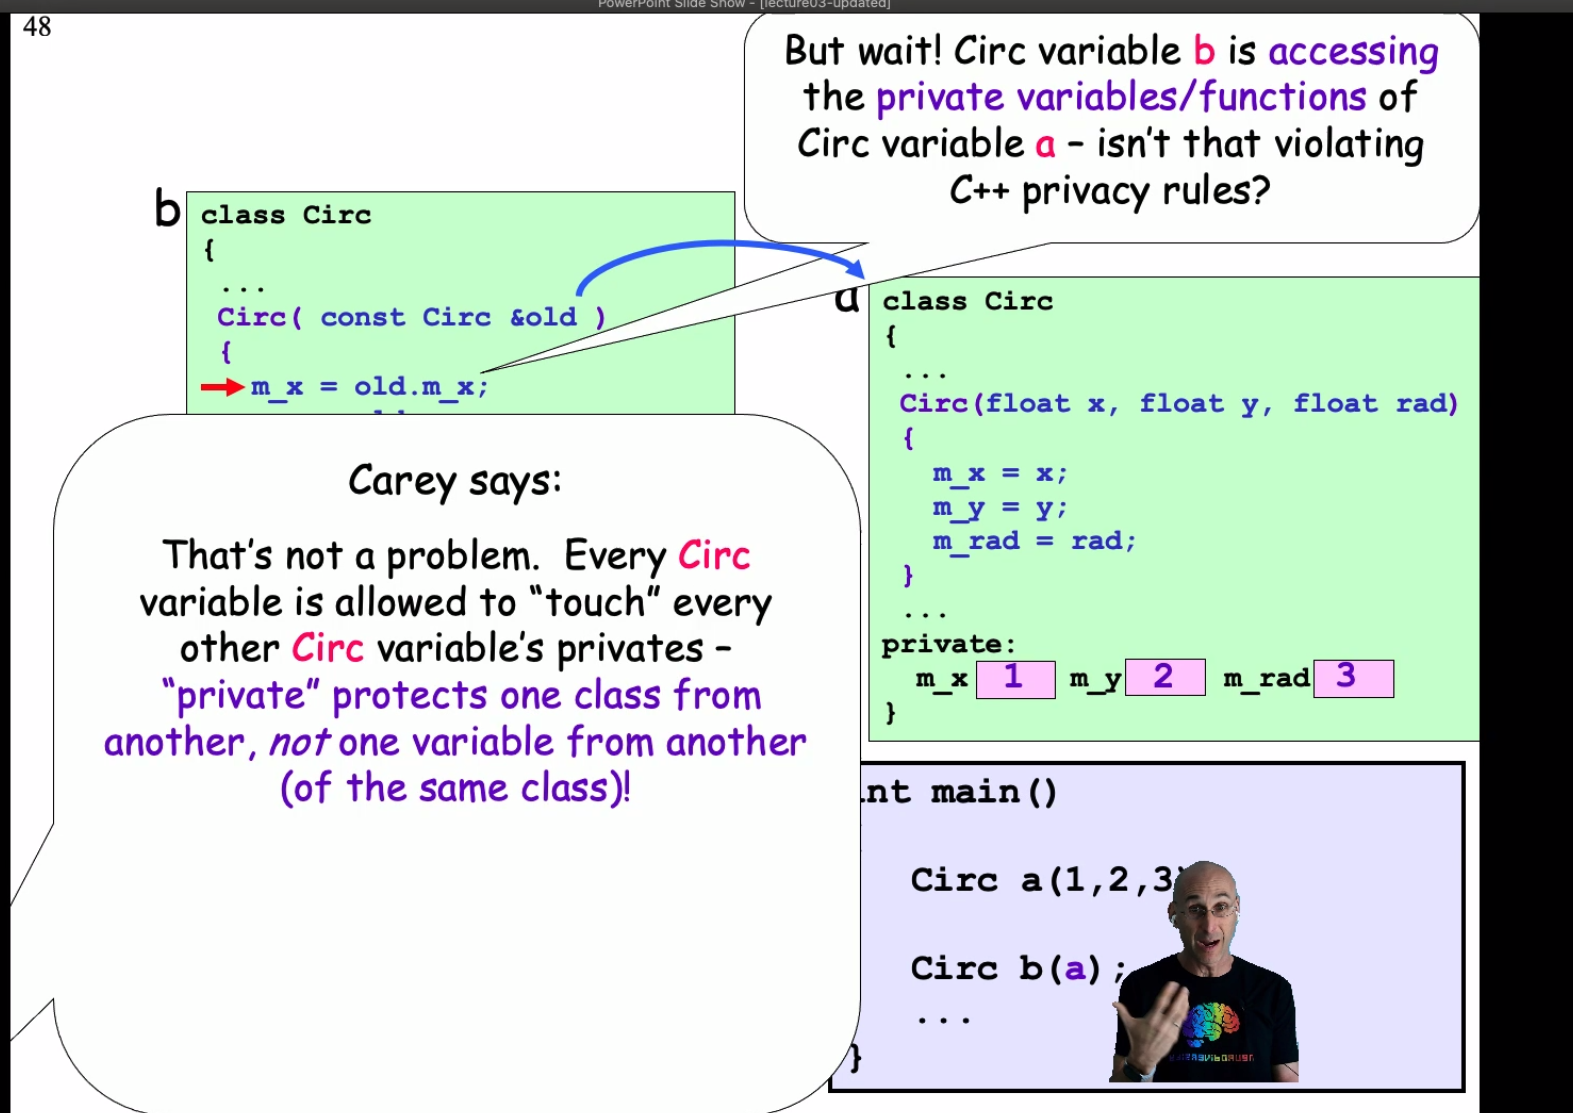 PowerPoint Slide Show - [lecture03-updated]
48
But wait! Circ variable b is accessing
the private variables/functions of
Circ variable a – isn't that violating
C++ privacy rules?
b
class Circ
{
...
Circ( const Circ &old )
{
m_x = old.m_x;
a
class Circ
{
...
Circ(float x, float y, float rad)
{
m_x = x;
m_y = y;
m_rad = rad;
}
...
private:
m_x 1 m_y 2 m_rad 3
}
Carey says:
That's not a problem. Every Circ
variable is allowed to “touch” every
other Circ variable's privates –
“private” protects one class from
another, not one variable from another
(of the same class)!
int main()
Circ a(1,2,3)
Circ b(a);
...
}